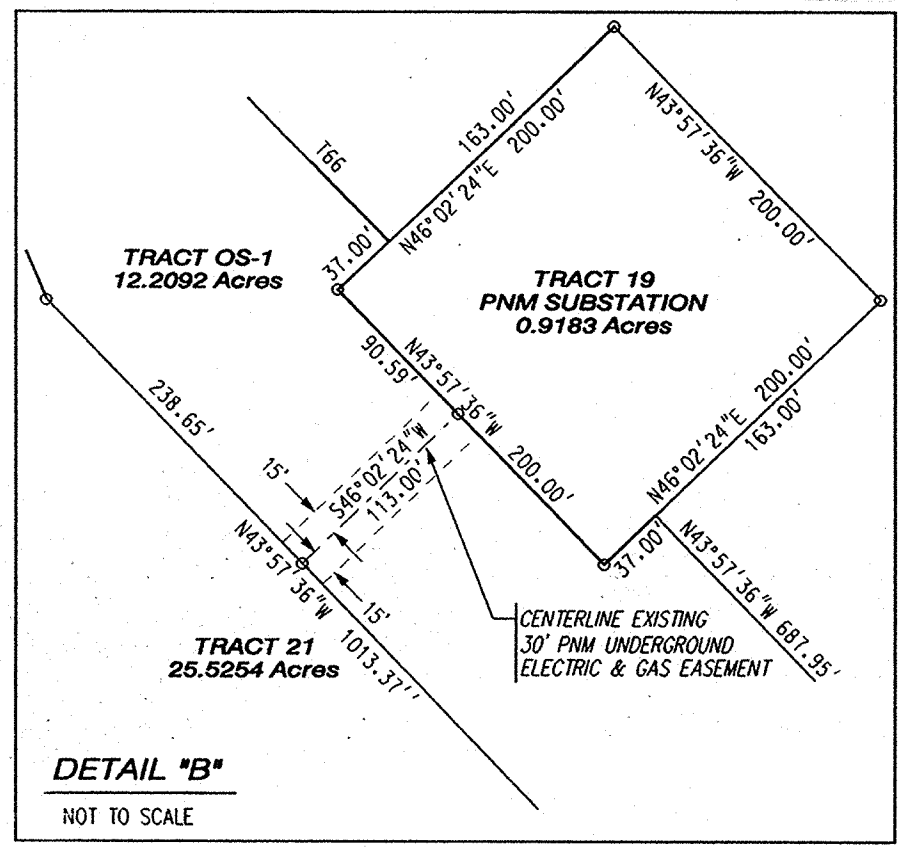 163.00'
N46°02'24"E 200.00'
N43°57'36"W
200.00'
T66
37.00'
TRACT OS-1
12.2092 Acres
TRACT 19
PNM SUBSTATION
0.9183 Acres
90.59'
N43°57'36"W
200.00'
238.65'
15'
S46°02'24"W
113.00'
N46°02'24"E 200.00'
163.00'
37.00'
N43°57'36"W 687.95'
N43°57'36"W 1013.37''
15'
CENTERLINE EXISTING
30' PNM UNDERGROUND
ELECTRIC & GAS EASEMENT
TRACT 21
25.5254 Acres
DETAIL "B"
NOT TO SCALE